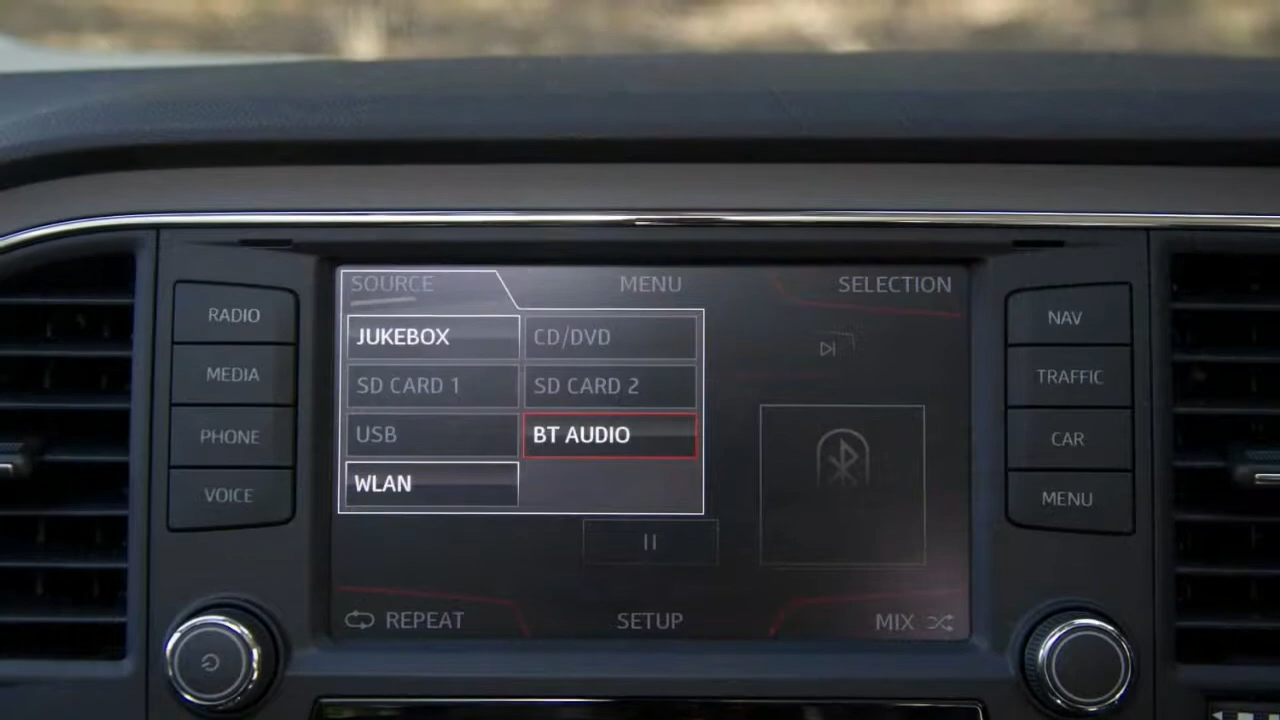 SOURCE MENU SELECTION
RADIO
JUKEBOX CD/DVD
NAV
MEDIA
SD CARD 1 SD CARD 2
TRAFFIC
PHONE
USB BT AUDIO
CAR
VOICE
WLAN
MENU
REPEAT SETUP MIX